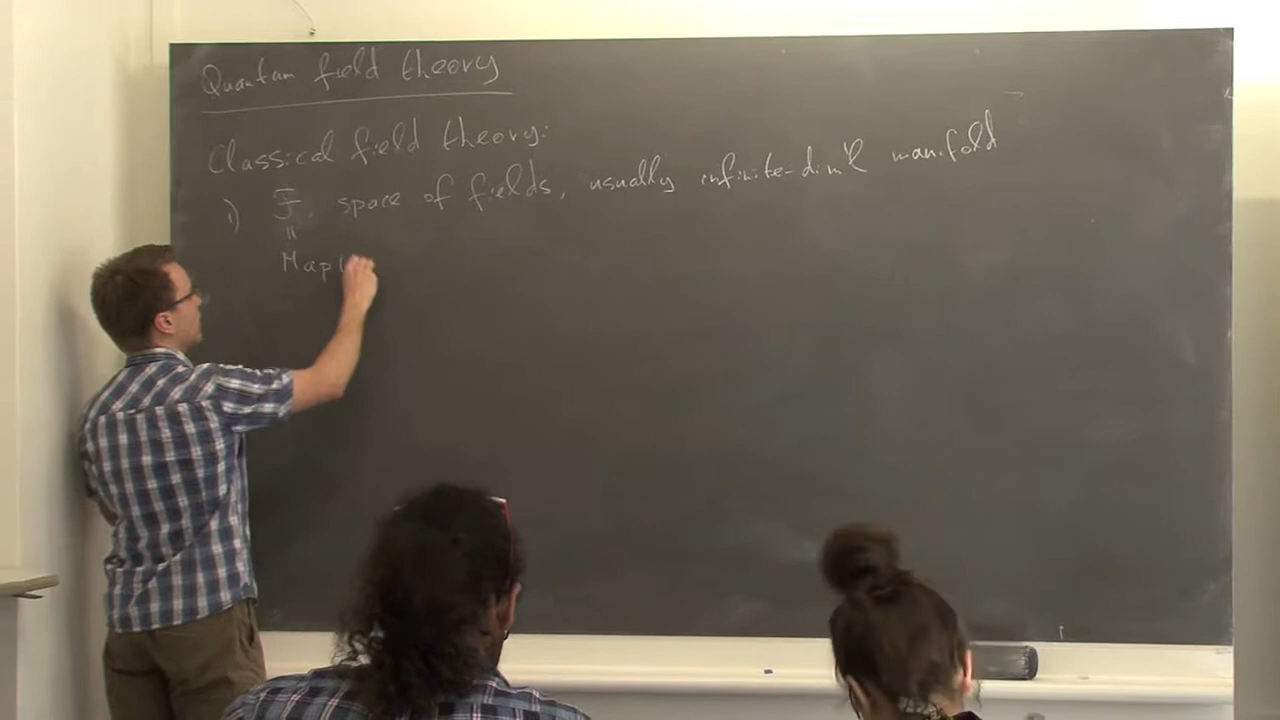 Quantum field theory
Classical field theory:
1) F, space of fields, usually infinite-dim'l manifold
=
Map(